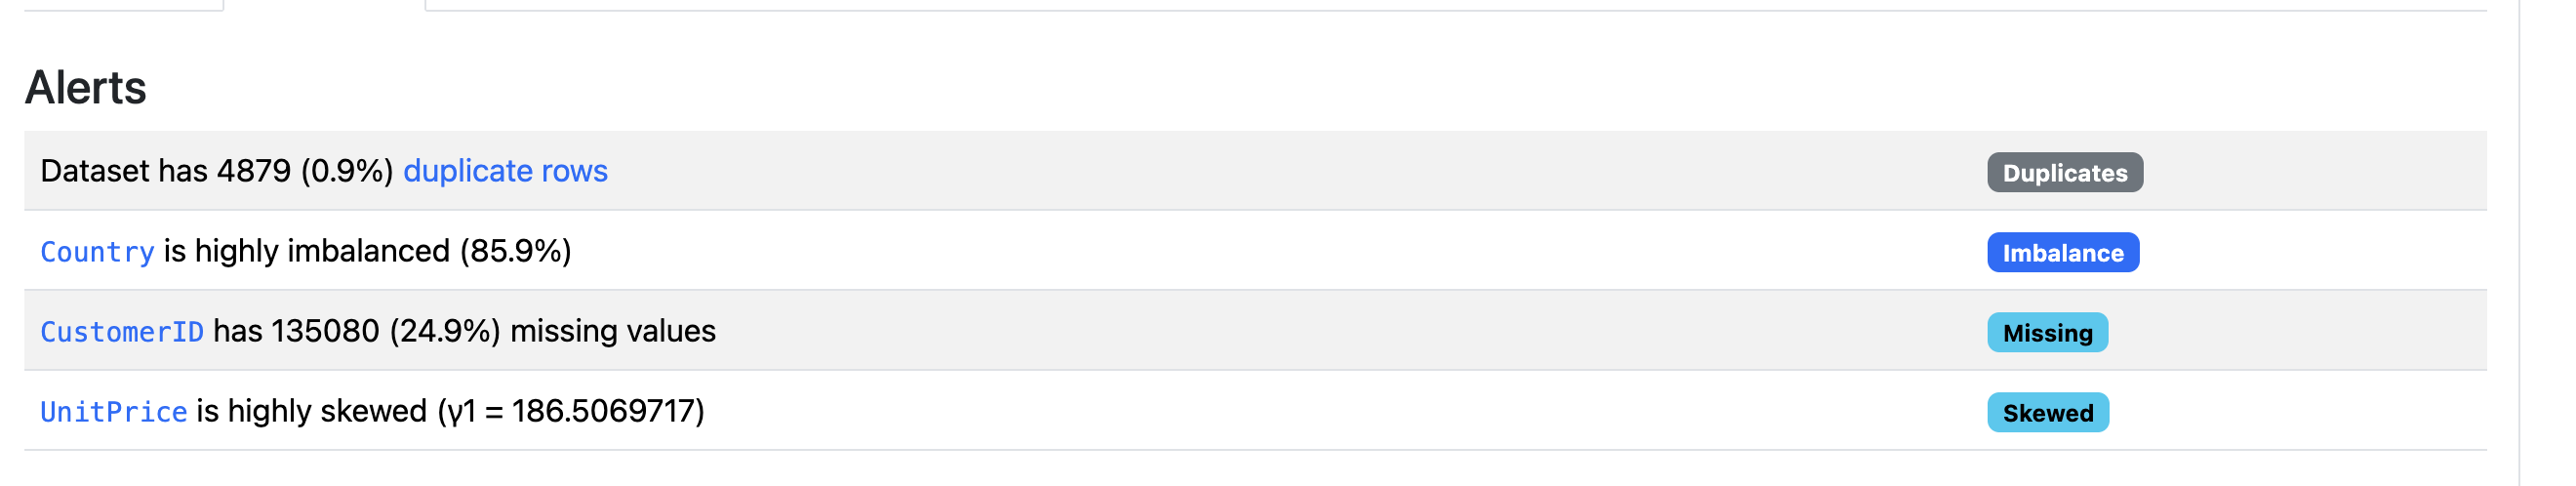 Alerts
Dataset has 4879 (0.9%) duplicate rows Duplicates
Country is highly imbalanced (85.9%) Imbalance
CustomerID has 135080 (24.9%) missing values Missing
UnitPrice is highly skewed (γ1 = 186.5069717) Skewed